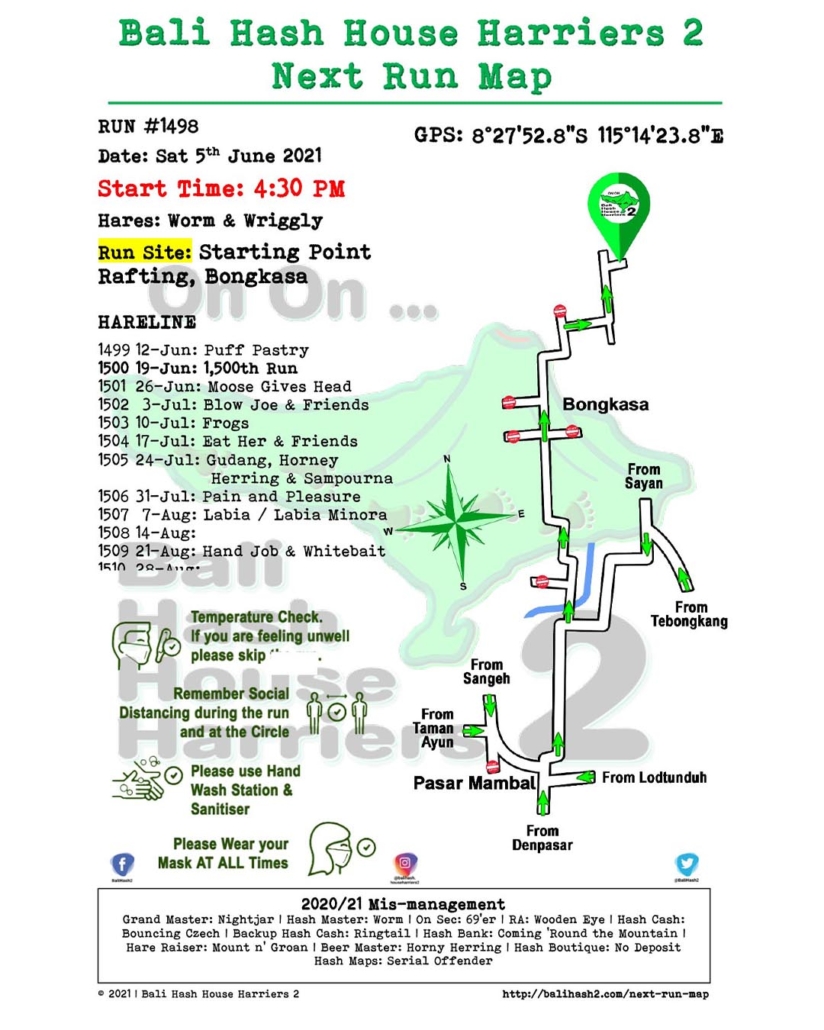 Bali Hash House Harriers 2
Next Run Map
RUN #1498
Date: Sat 5th June 2021
Start Time: 4:30 PM
Hares: Worm & Wriggly
Run Site: Starting Point
Rafting, Bongkasa
GPS: 8°27'52.8"S 115°14'23.8"E
Bali
Hash
House
Harriers 2
On On ...
HARELINE
1499 12-Jun: Puff Pastry
1500 19-Jun: 1,500th Run
1501 26-Jun: Moose Gives Head
1502 3-Jul: Blow Joe & Friends
1503 10-Jul: Frogs
1504 17-Jul: Eat Her & Friends
1505 24-Jul: Gudang, Horney
Herring & Sampourna
1506 31-Jul: Pain and Pleasure
1507 7-Aug: Labia / Labia Minora
1508 14-Aug:
1509 21-Aug: Hand Job & Whitebait
1510 28-Aug:
N
E
W
S
Bongkasa
From
Sayan
From
Tebongkang
From
Sangeh
From
Taman
Ayun
Pasar Mambal
From Lodtunduh
From
Denpasar
Bali
Hash
House
Harriers 2
Temperature Check.
If you are feeling unwell
please skip
Remember Social
Distancing during the run
and at the Circle
Please use Hand
Wash Station &
Sanitiser
Please Wear your
Mask AT ALL Times
BaliHash2
@balihash.
househarriers2
@BaliHash2
2020/21 Mis-management
Grand Master: Nightjar | Hash Master: Worm | On Sec: 69'er | RA: Wooden Eye | Hash Cash:
Bouncing Czech | Backup Hash Cash: Ringtail | Hash Bank: Coming 'Round the Mountain |
Hare Raiser: Mount n' Groan | Beer Master: Horny Herring | Hash Boutique: No Deposit
Hash Maps: Serial Offender
© 2021 | Bali Hash House Harriers 2
http://balihash2.com/next-run-map